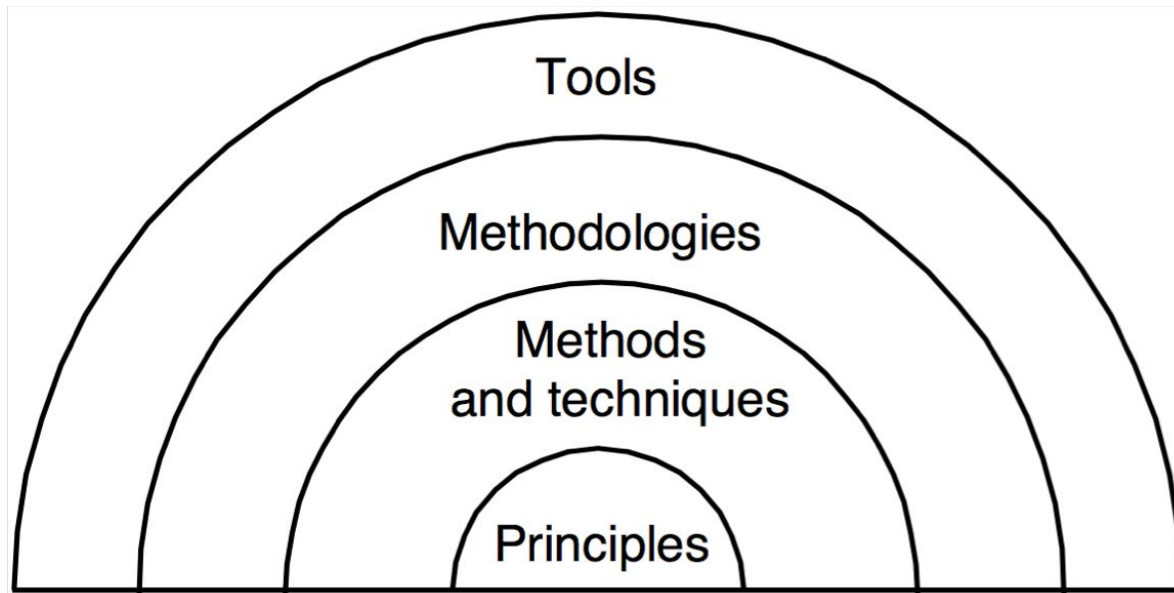 Tools
Methodologies
Methods
and techniques
Principles